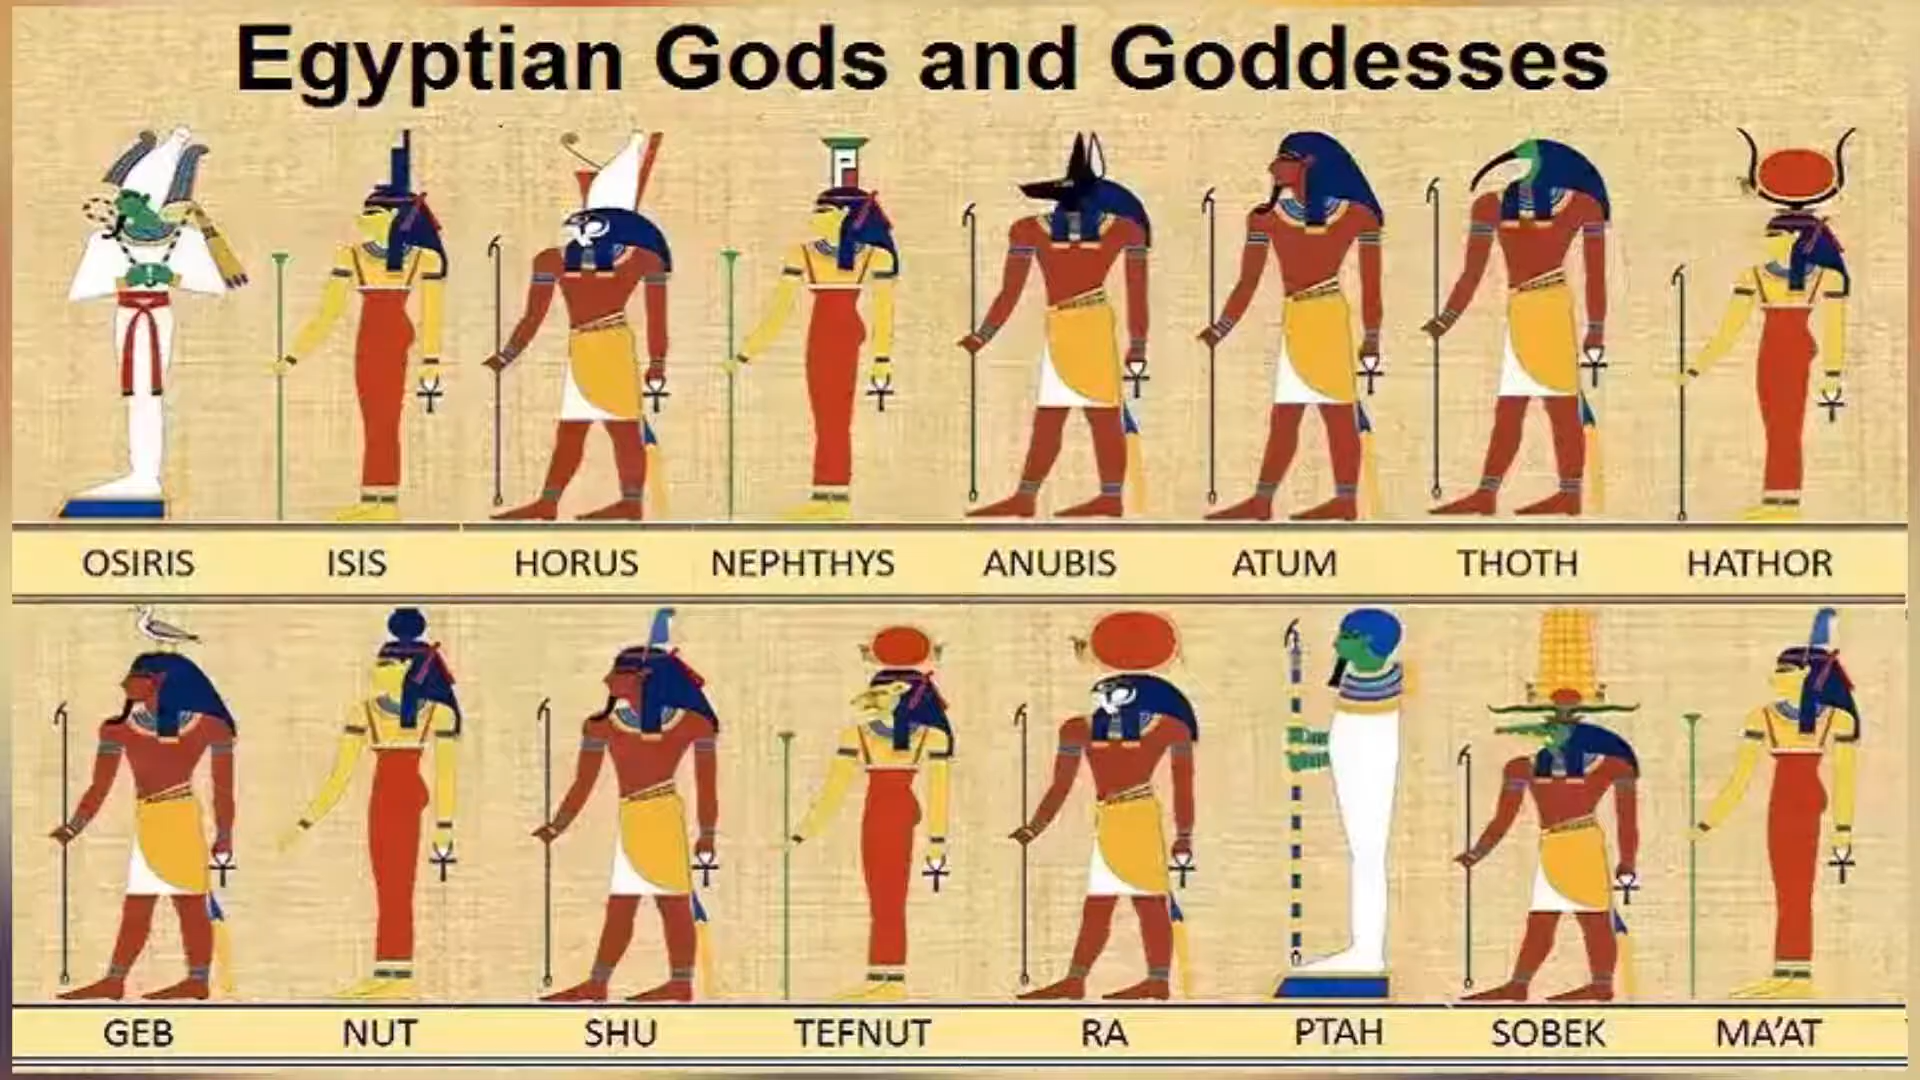 Egyptian Gods and Goddesses
OSIRIS ISIS HORUS NEPHTHYS ANUBIS ATUM THOTH HATHOR
GEB NUT SHU TEFNUT RA PTAH SOBEK MA'AT